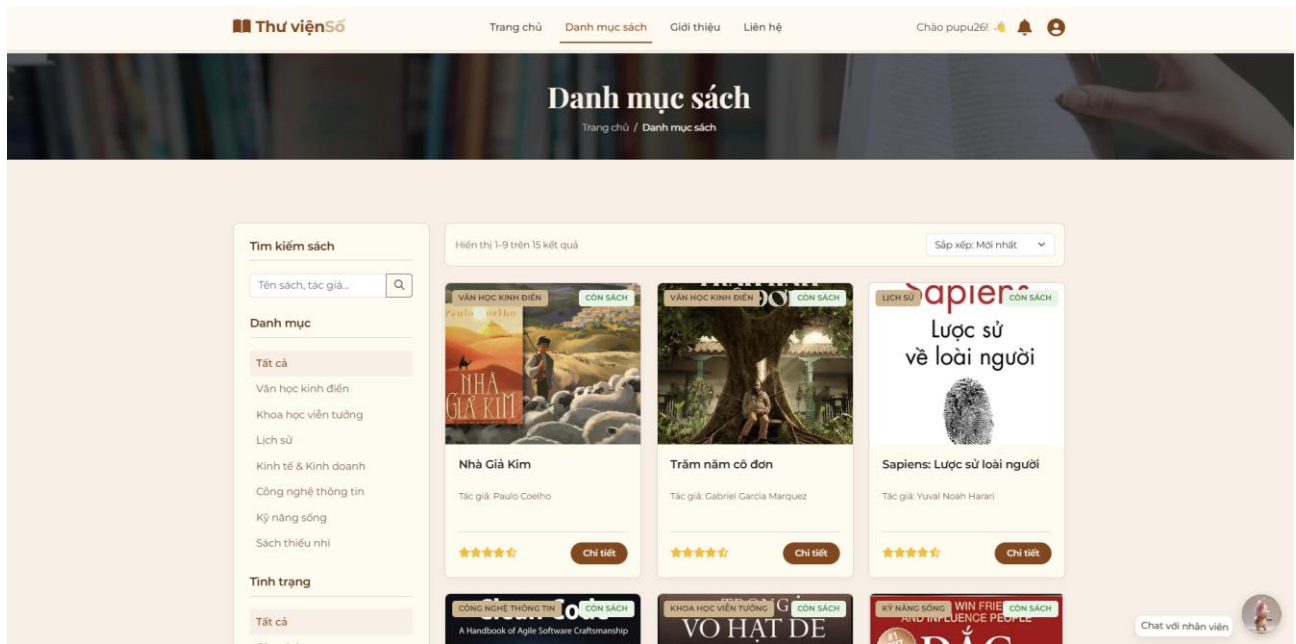 Thư việnSố
Trang chủ Danh mục sách Giới thiệu Liên hệ
Chào pupu26!
Danh mục sách
Trang chủ / Danh mục sách
Tìm kiếm sách
Tên sách, tác giả...
Danh mục
Tất cả
Văn học kinh điển
Khoa học viễn tưởng
Lịch sử
Kinh tế & Kinh doanh
Công nghệ thông tin
Kỹ năng sống
Sách thiếu nhi
Tình trạng
Tất cả
Hiển thị 1–9 trên 15 kết quả
Sắp xếp: Mới nhất
VĂN HỌC KINH ĐIỂN CÒN SÁCH
Paulo Coelho
NHÀ
GIẢ KIM
Nhà Giả Kim
Tác giả: Paulo Coelho
Chi tiết
VĂN HỌC KINH ĐIỂN CÒN SÁCH
Trăm năm cô đơn
Tác giả: Gabriel Garcia Marquez
Chi tiết
LỊCH SỬ CÒN SÁCH
Sapiens
Lược sử
về loài người
Sapiens: Lược sử loài người
Tác giả: Yuval Noah Harari
Chi tiết
CÔNG NGHỆ THÔNG TIN CÒN SÁCH
Clean Code
A Handbook of Agile Software Craftsmanship
KHOA HỌC VIỄN TƯỞNG CÒN SÁCH
TRONG
VỎ HẠT DẺ
KỸ NĂNG SỐNG CÒN SÁCH
WIN FRIE
AND INFLUENCE PEOPLE
#1
ĐẮC
Chat với nhân viên